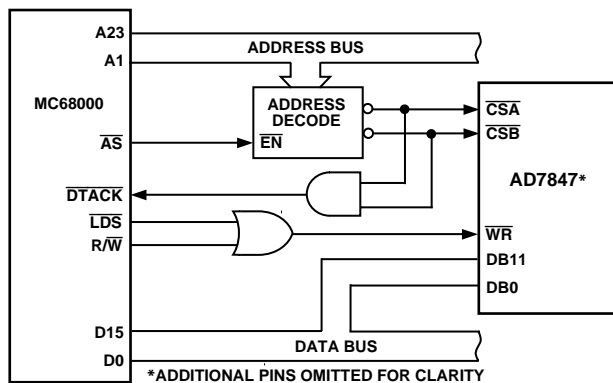 A23
ADDRESS BUS
A1
MC68000
ADDRESS
DECODE
CSA
EN
CSB
AS
AD7847*
DTACK
LDS
R/W
WR
DB11
DB0
D15
DATA BUS
D0
*ADDITIONAL PINS OMITTED FOR CLARITY